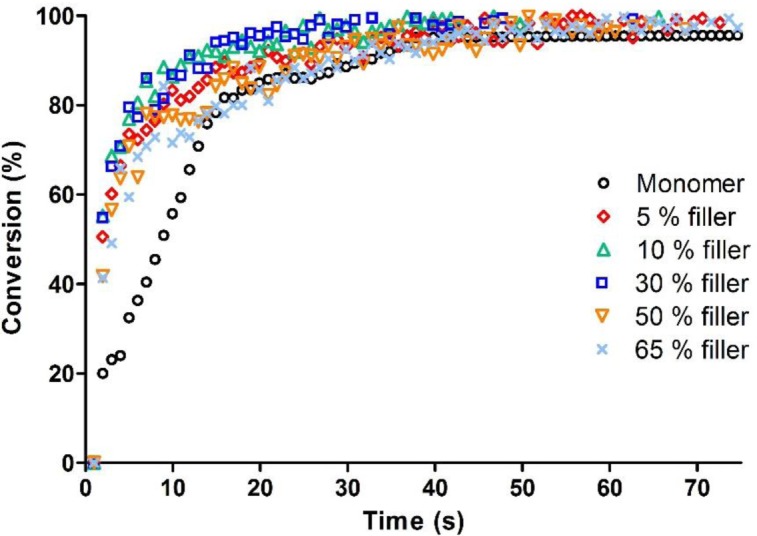 100
80
60
40
20
0
Conversion (%)
0 10 20 30 40 50 60 70
Time (s)
Monomer
5 % filler
10 % filler
30 % filler
50 % filler
65 % filler